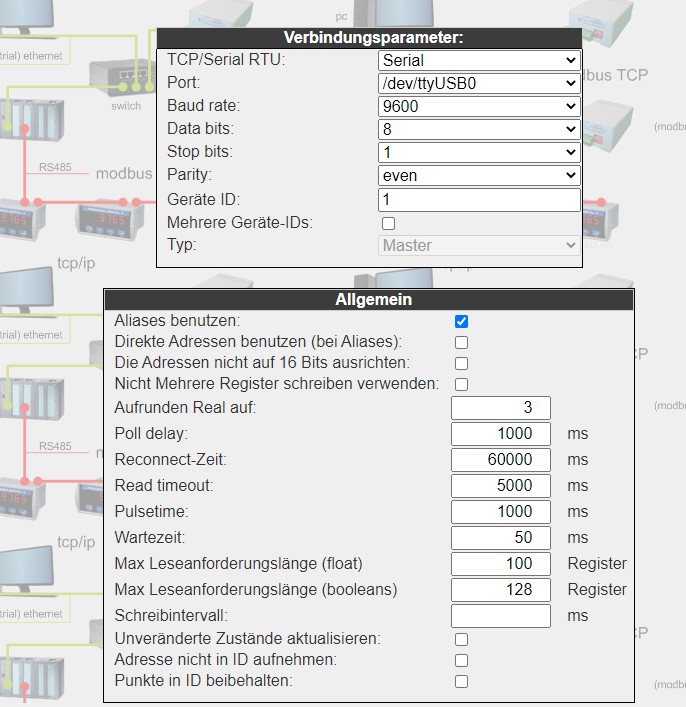 pc
Verbindungsparameter:
TCP/Serial RTU: Serial
trial) ethernet
Port: /dev/ttyUSB0
dbus TCP
switch
Baud rate: 9600
Data bits: 8
(modb
Stop bits: 1
RS485
modbus
Parity: even
Geräte ID: 1
9765
Mehrere Geräte-IDs:
Typ: Master
tcp/ip
Allgemein
Aliases benutzen:
trial) ethernet
Direkte Adressen benutzen (bei Aliases):
CP
Die Adressen nicht auf 16 Bits ausrichten:
Nicht Mehrere Register schreiben verwenden:
Aufrunden Real auf: 3
(modb
Poll delay: 1000 ms
RS485
Reconnect-Zeit: 60000 ms
Read timeout: 5000 ms
Pulsetime: 1000 ms
Wartezeit: 50 ms
tcp/ip
Max Leseanforderungslänge (float) 100 Register
Max Leseanforderungslänge (booleans) 128 Register
trial) ethernet
Schreibintervall: ms
CP
Unveränderte Zustände aktualisieren:
Adresse nicht in ID aufnehmen:
Punkte in ID beibehalten:
(modb